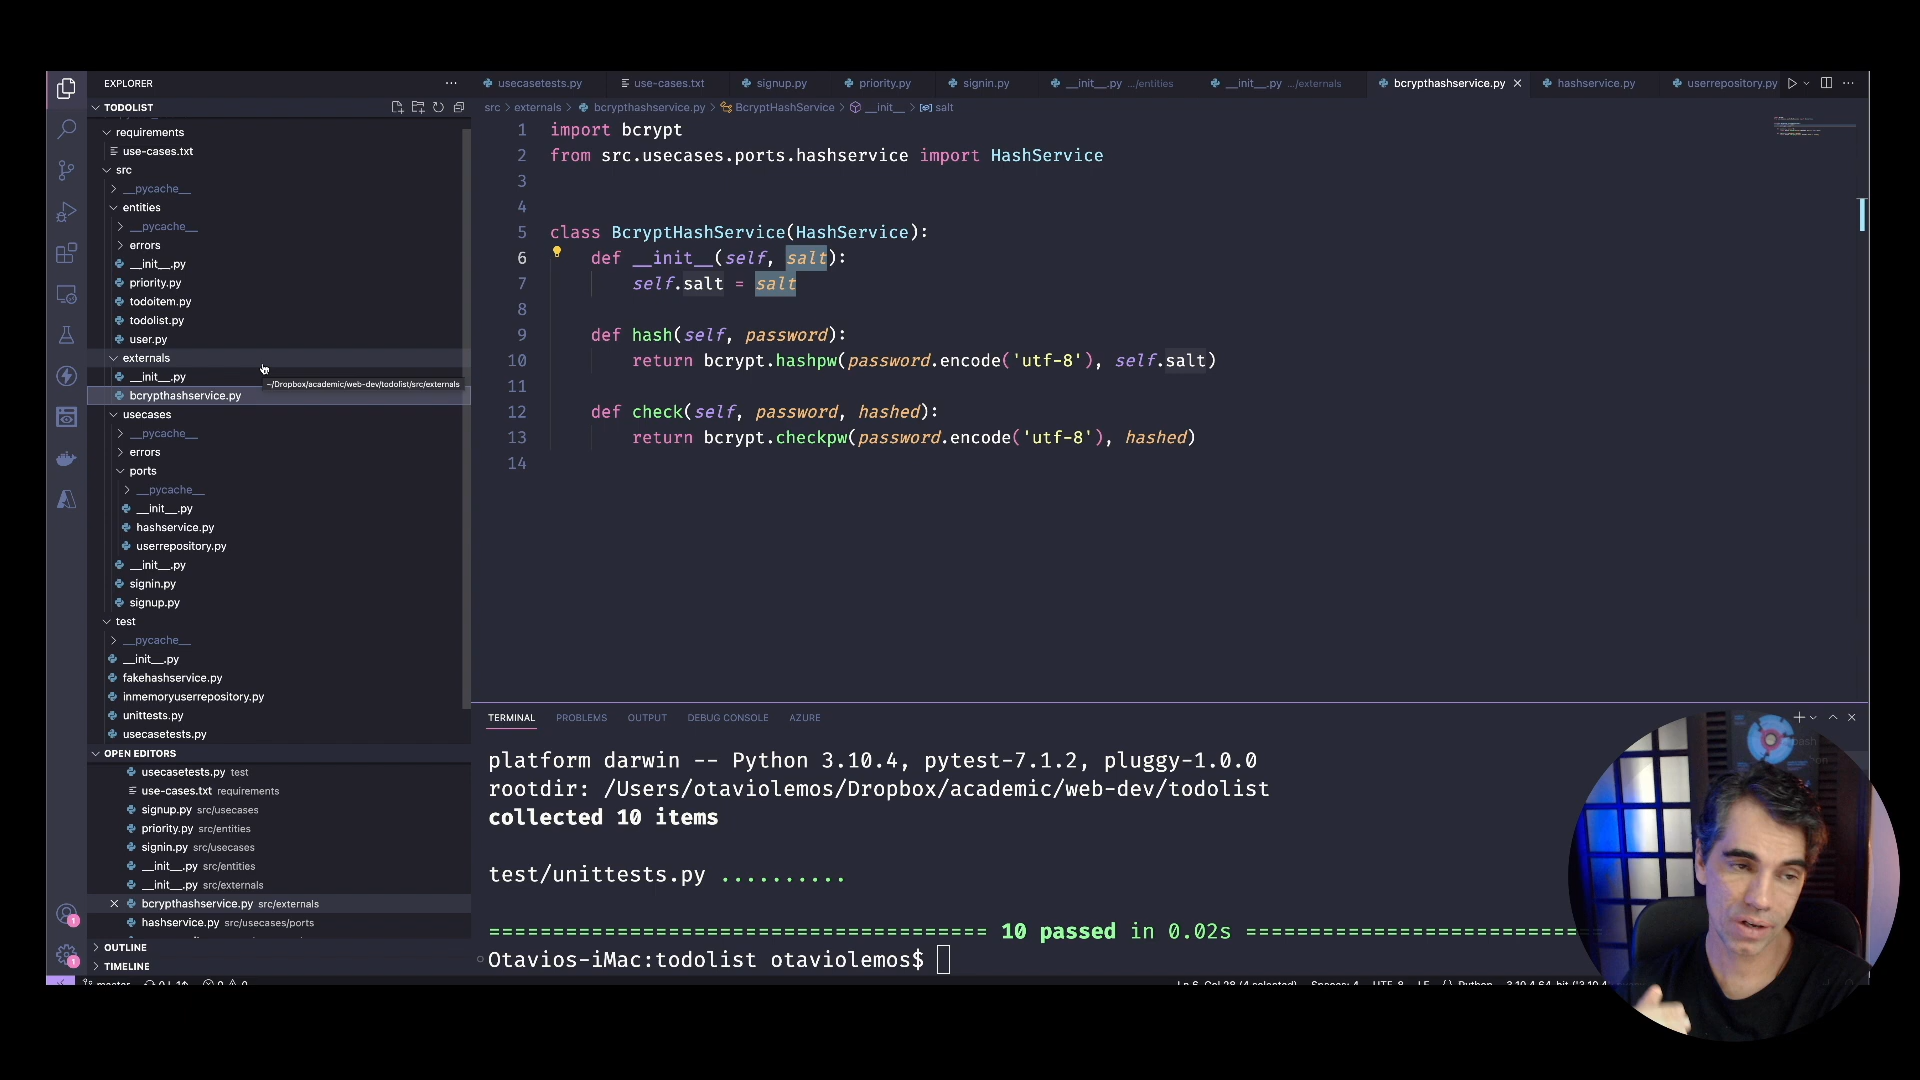 EXPLORER
TODOLIST
requirements
use-cases.txt
src
__pycache__
entities
__pycache__
errors
__init__.py
priority.py
todoitem.py
todolist.py
user.py
externals
__init__.py
~/Dropbox/academic/web-dev/todolist/src/externals
bcrypthashservice.py
usecases
__pycache__
errors
ports
__pycache__
__init__.py
hashservice.py
userrepository.py
__init__.py
signin.py
signup.py
test
__pycache__
__init__.py
fakehashservice.py
inmemoryuserrepository.py
unittests.py
usecasetests.py
OPEN EDITORS
usecasetests.py test
use-cases.txt requirements
signup.py src/usecases
priority.py src/entities
signin.py src/usecases
__init__.py src/entities
__init__.py src/externals
bcrypthashservice.py src/externals
hashservice.py src/usecases/ports
OUTLINE
TIMELINE
1
1
usecasetests.py use-cases.txt signup.py priority.py signin.py __init__.py .../entities __init__.py .../externals bcrypthashservice.py hashservice.py userrepository.py
src > externals > bcrypthashservice.py > BcryptHashService > __init__ > salt
1 import bcrypt
2 from src.usecases.ports.hashservice import HashService
3
4
5 class BcryptHashService(HashService):
6 def __init__(self, salt):
7 self.salt = salt
8
9 def hash(self, password):
10 return bcrypt.hashpw(password.encode('utf-8'), self.salt)
11
12 def check(self, password, hashed):
13 return bcrypt.checkpw(password.encode('utf-8'), hashed)
14
TERMINAL PROBLEMS OUTPUT DEBUG CONSOLE AZURE
platform darwin -- Python 3.10.4, pytest-7.1.2, pluggy-1.0.0
rootdir: /Users/otaviolemos/Dropbox/academic/web-dev/todolist
collected 10 items
test/unittests.py ..........
10 passed in 0.02s
Otavios-iMac:todolist otaviolemos$